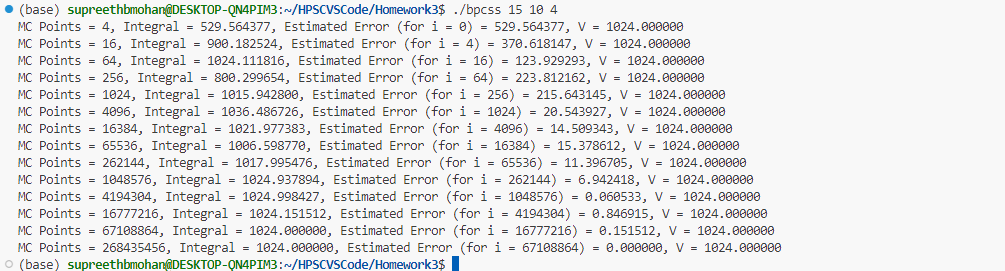 (base) supreethbmohan@DESKTOP-QN4PIM3:~/HPSCVSCode/Homework3$ ./bpcss 15 10 4
MC Points = 4, Integral = 529.564377, Estimated Error (for i = 0) = 529.564377, V = 1024.000000
MC Points = 16, Integral = 900.182524, Estimated Error (for i = 4) = 370.618147, V = 1024.000000
MC Points = 64, Integral = 1024.111816, Estimated Error (for i = 16) = 123.929293, V = 1024.000000
MC Points = 256, Integral = 800.299654, Estimated Error (for i = 64) = 223.812162, V = 1024.000000
MC Points = 1024, Integral = 1015.942800, Estimated Error (for i = 256) = 215.643145, V = 1024.000000
MC Points = 4096, Integral = 1036.486726, Estimated Error (for i = 1024) = 20.543927, V = 1024.000000
MC Points = 16384, Integral = 1021.977383, Estimated Error (for i = 4096) = 14.509343, V = 1024.000000
MC Points = 65536, Integral = 1006.598770, Estimated Error (for i = 16384) = 15.378612, V = 1024.000000
MC Points = 262144, Integral = 1017.995476, Estimated Error (for i = 65536) = 11.396705, V = 1024.000000
MC Points = 1048576, Integral = 1024.937894, Estimated Error (for i = 262144) = 6.942418, V = 1024.000000
MC Points = 4194304, Integral = 1024.998427, Estimated Error (for i = 1048576) = 0.060533, V = 1024.000000
MC Points = 16777216, Integral = 1024.151512, Estimated Error (for i = 4194304) = 0.846915, V = 1024.000000
MC Points = 67108864, Integral = 1024.000000, Estimated Error (for i = 16777216) = 0.151512, V = 1024.000000
MC Points = 268435456, Integral = 1024.000000, Estimated Error (for i = 67108864) = 0.000000, V = 1024.000000
(base) supreethbmohan@DESKTOP-QN4PIM3:~/HPSCVSCode/Homework3$